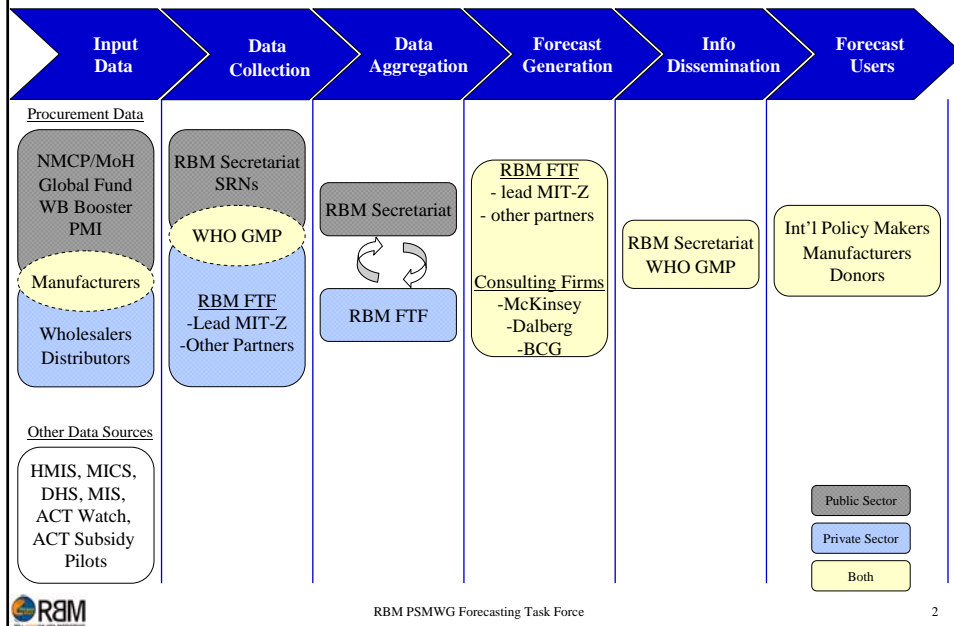 Input
Data
Data
Collection
Data
Aggregation
Forecast
Generation
Info
Dissemination
Forecast
Users
Procurement Data
NMCP/MoH
Global Fund
WB Booster
PMI
Manufacturers
Wholesalers
Distributors
Other Data Sources
HMIS, MICS,
DHS, MIS,
ACT Watch,
ACT Subsidy
Pilots
RBM Secretariat
SRNs
WHO GMP
RBM FTF
-Lead MIT-Z
-Other Partners
RBM Secretariat
RBM FTF
RBM FTF
- lead MIT-Z
- other partners
Consulting Firms
-McKinsey
-Dalberg
-BCG
RBM Secretariat
WHO GMP
Int'l Policy Makers
Manufacturers
Donors
Public Sector
Private Sector
Both
RBM
RBM PSMWG Forecasting Task Force
2